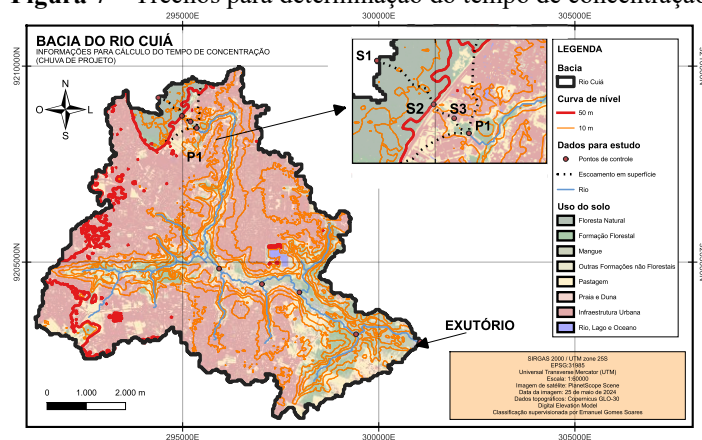 Figura 7 – Trechos para determinação do tempo de concentração
295000E 300000E 305000E
BACIA DO RIO CUIÁ
INFORMAÇÕES PARA CÁLCULO DO TEMPO DE CONCENTRAÇÃO
(CHUVA DE PROJETO)
9210000N
9210000N
N
O L
S
P1
S1
S2
S3
P1
LEGENDA
Bacia
Rio Cuiá
Curva de nível
50 m
10 m
Dados para estudo
Pontos de controle
Escoamento em superfície
Rio
Uso do solo
Floresta Natural
Formação Florestal
Mangue
Outras Formações não Florestais
Pastagem
Praia e Duna
Infraestrutura Urbana
Rio, Lago e Oceano
9205000N
9205000N
EXUTÓRIO
0 1.000 2.000 m
SIRGAS 2000 / UTM zone 25S
EPSG:31985
Universal Transverse Mercator (UTM)
Escala: 1:60000
Imagem de satélite: PlanetScope Scene
Data da imagem: 25 de maio de 2024
Dados topográficos: Copernicus GLO-30
Digital Elevation Model
Classificação supervisionada por Emanuel Gomes Soares
295000E 300000E 305000E